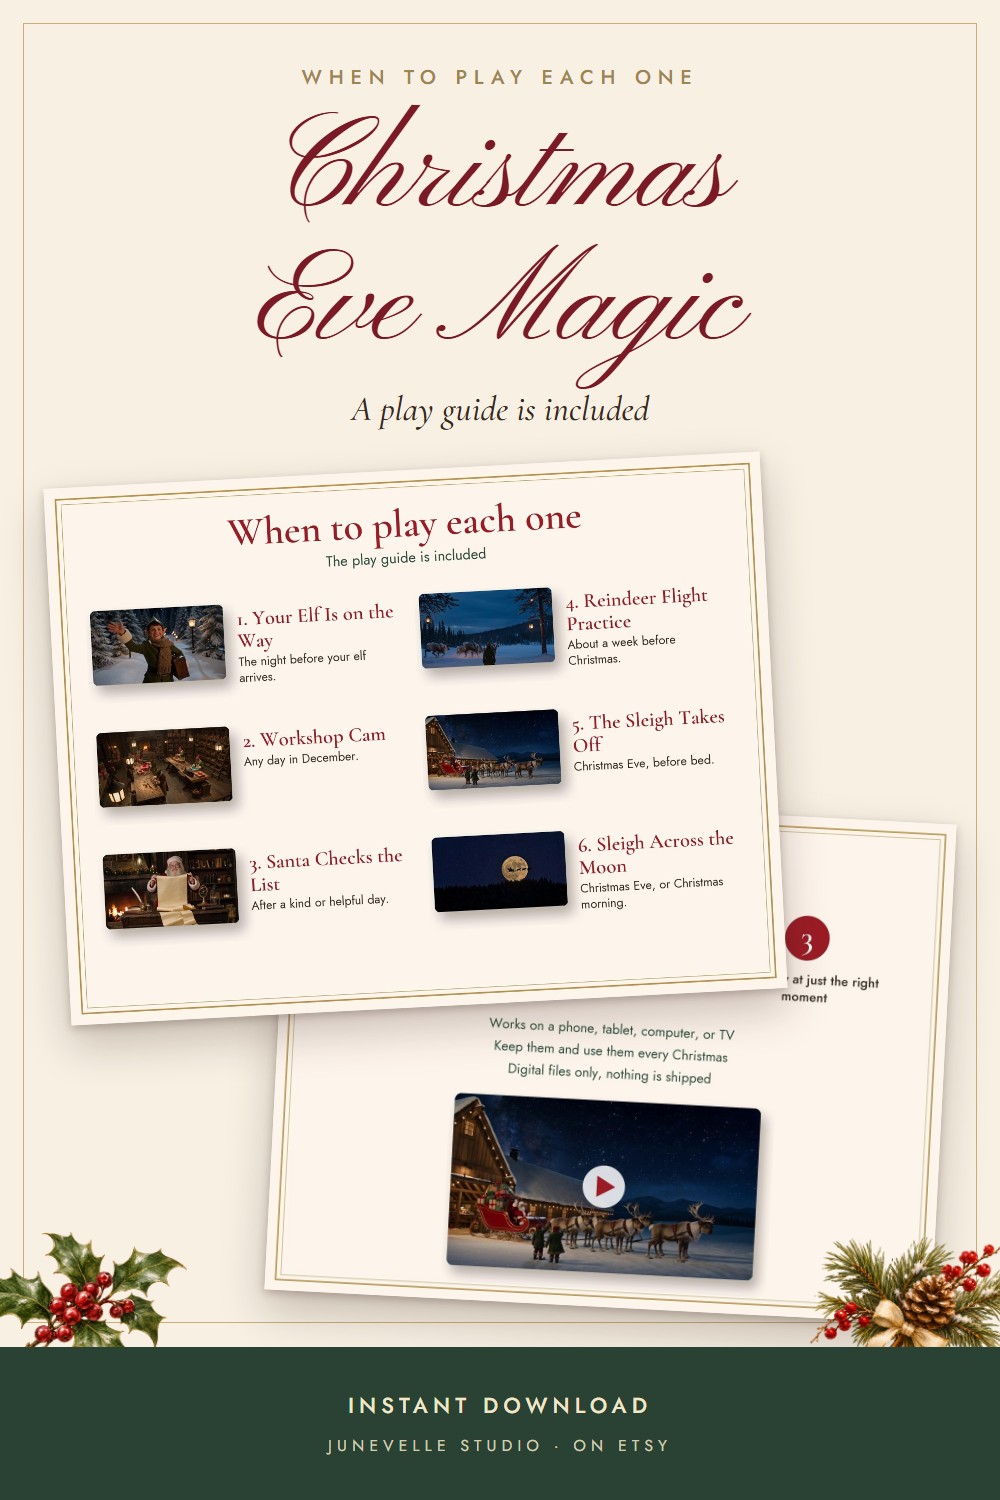 WHEN TO PLAY EACH ONE
Christmas
Eve Magic
A play guide is included
When to play each one
The play guide is included
1. Your Elf Is on the
Way
The night before your elf
arrives.
2. Workshop Cam
Any day in December.
3. Santa Checks the
List
After a kind or helpful day.
4. Reindeer Flight
Practice
About a week before
Christmas.
5. The Sleigh Takes
Off
Christmas Eve, before bed.
6. Sleigh Across the
Moon
Christmas Eve, or Christmas
morning.
3
at just the right
moment
Works on a phone, tablet, computer, or TV
Keep them and use them every Christmas
Digital files only, nothing is shipped
INSTANT DOWNLOAD
JUNEVELLE STUDIO · ON ETSY